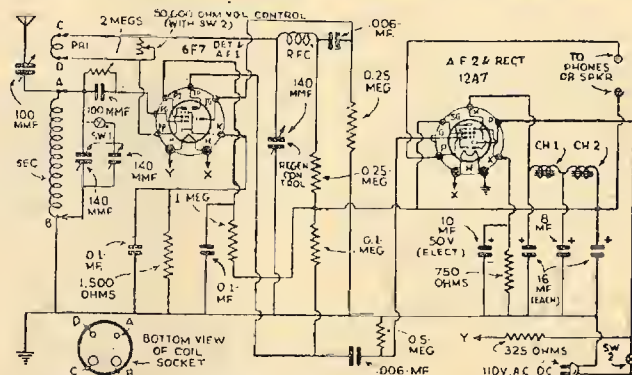 C
2 MEGS
50,000 OHM VOL CONTROL
(WITH SW 2)
.006-
MF.
PRI
6F7
DET &
A F 1
RFC
D
A
100
MMF
100 MMF
SW 1
140
MMF
140
MMF
SEC
B
140
MMF
REGEN
CONTROL
0.25
MEG
0.25-
MEG
0.1-
MEG
A F 2 & RECT
12A7
TO
PHONES
OR SPKR
CH 1
CH 2
Y
X
X
1 MEG
0.1-
MF.
1,500
OHMS
0.1-
MF
10
MF
50V
(ELECT)
750
OHMS
8
MF
16
MF
(EACH)
D
A
C
B
BOTTOM VIEW
OF COIL
SOCKET
0.5-
MEG
.006-MF
Y
325 OHMS
SW
2
110V. AC DC